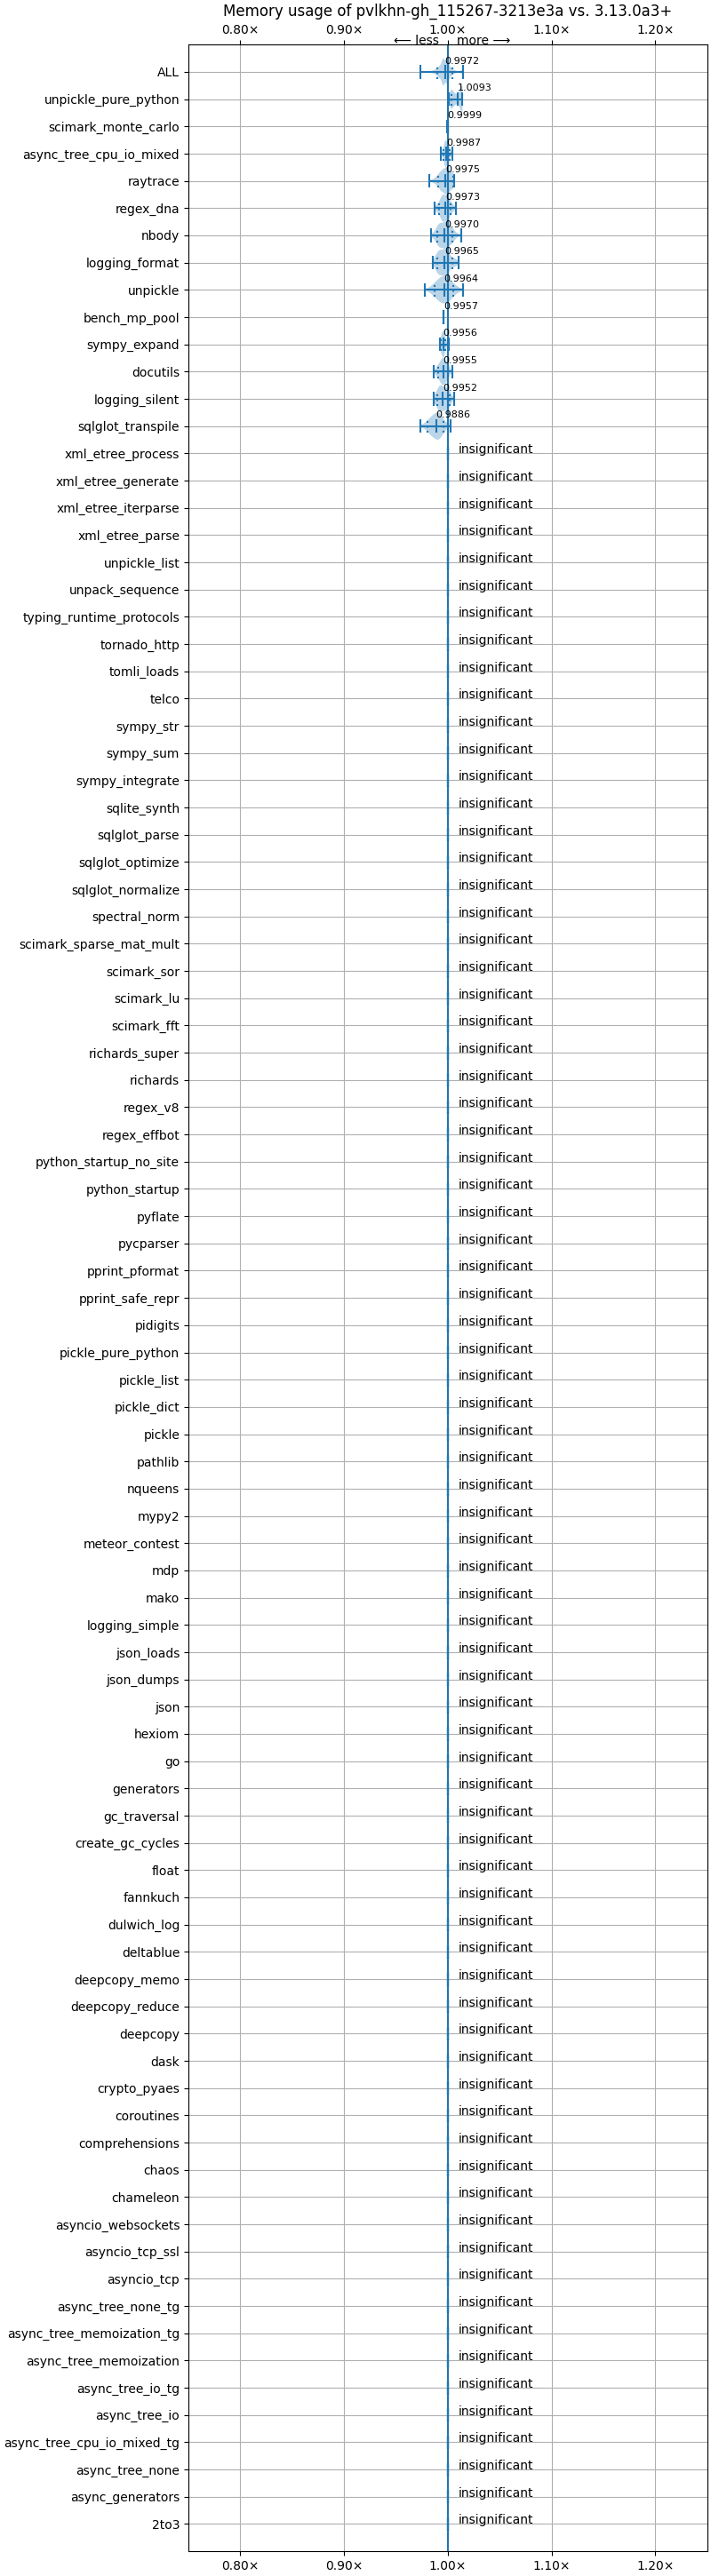 Memory usage of pvlkhn-gh_115267-3213e3a vs. 3.13.0a3+
0.80× 0.90× 1.00× 1.10× 1.20×
⟵ less more ⟶
ALL 0.9972
unpickle_pure_python 1.0093
scimark_monte_carlo 0.9999
async_tree_cpu_io_mixed 0.9987
raytrace 0.9975
regex_dna 0.9973
nbody 0.9970
logging_format 0.9965
unpickle 0.9964
bench_mp_pool 0.9957
sympy_expand 0.9956
docutils 0.9955
logging_silent 0.9952
sqlglot_transpile 0.9886
xml_etree_process insignificant
xml_etree_generate insignificant
xml_etree_iterparse insignificant
xml_etree_parse insignificant
unpickle_list insignificant
unpack_sequence insignificant
typing_runtime_protocols insignificant
tornado_http insignificant
tomli_loads insignificant
telco insignificant
sympy_str insignificant
sympy_sum insignificant
sympy_integrate insignificant
sqlite_synth insignificant
sqlglot_parse insignificant
sqlglot_optimize insignificant
sqlglot_normalize insignificant
spectral_norm insignificant
scimark_sparse_mat_mult insignificant
scimark_sor insignificant
scimark_lu insignificant
scimark_fft insignificant
richards_super insignificant
richards insignificant
regex_v8 insignificant
regex_effbot insignificant
python_startup_no_site insignificant
python_startup insignificant
pyflate insignificant
pycparser insignificant
pprint_pformat insignificant
pprint_safe_repr insignificant
pidigits insignificant
pickle_pure_python insignificant
pickle_list insignificant
pickle_dict insignificant
pickle insignificant
pathlib insignificant
nqueens insignificant
mypy2 insignificant
meteor_contest insignificant
mdp insignificant
mako insignificant
logging_simple insignificant
json_loads insignificant
json_dumps insignificant
json insignificant
hexiom insignificant
go insignificant
generators insignificant
gc_traversal insignificant
create_gc_cycles insignificant
float insignificant
fannkuch insignificant
dulwich_log insignificant
deltablue insignificant
deepcopy_memo insignificant
deepcopy_reduce insignificant
deepcopy insignificant
dask insignificant
crypto_pyaes insignificant
coroutines insignificant
comprehensions insignificant
chaos insignificant
chameleon insignificant
asyncio_websockets insignificant
asyncio_tcp_ssl insignificant
asyncio_tcp insignificant
async_tree_none_tg insignificant
async_tree_memoization_tg insignificant
async_tree_memoization insignificant
async_tree_io_tg insignificant
async_tree_io insignificant
async_tree_cpu_io_mixed_tg insignificant
async_tree_none insignificant
async_generators insignificant
2to3 insignificant
0.80× 0.90× 1.00× 1.10× 1.20×